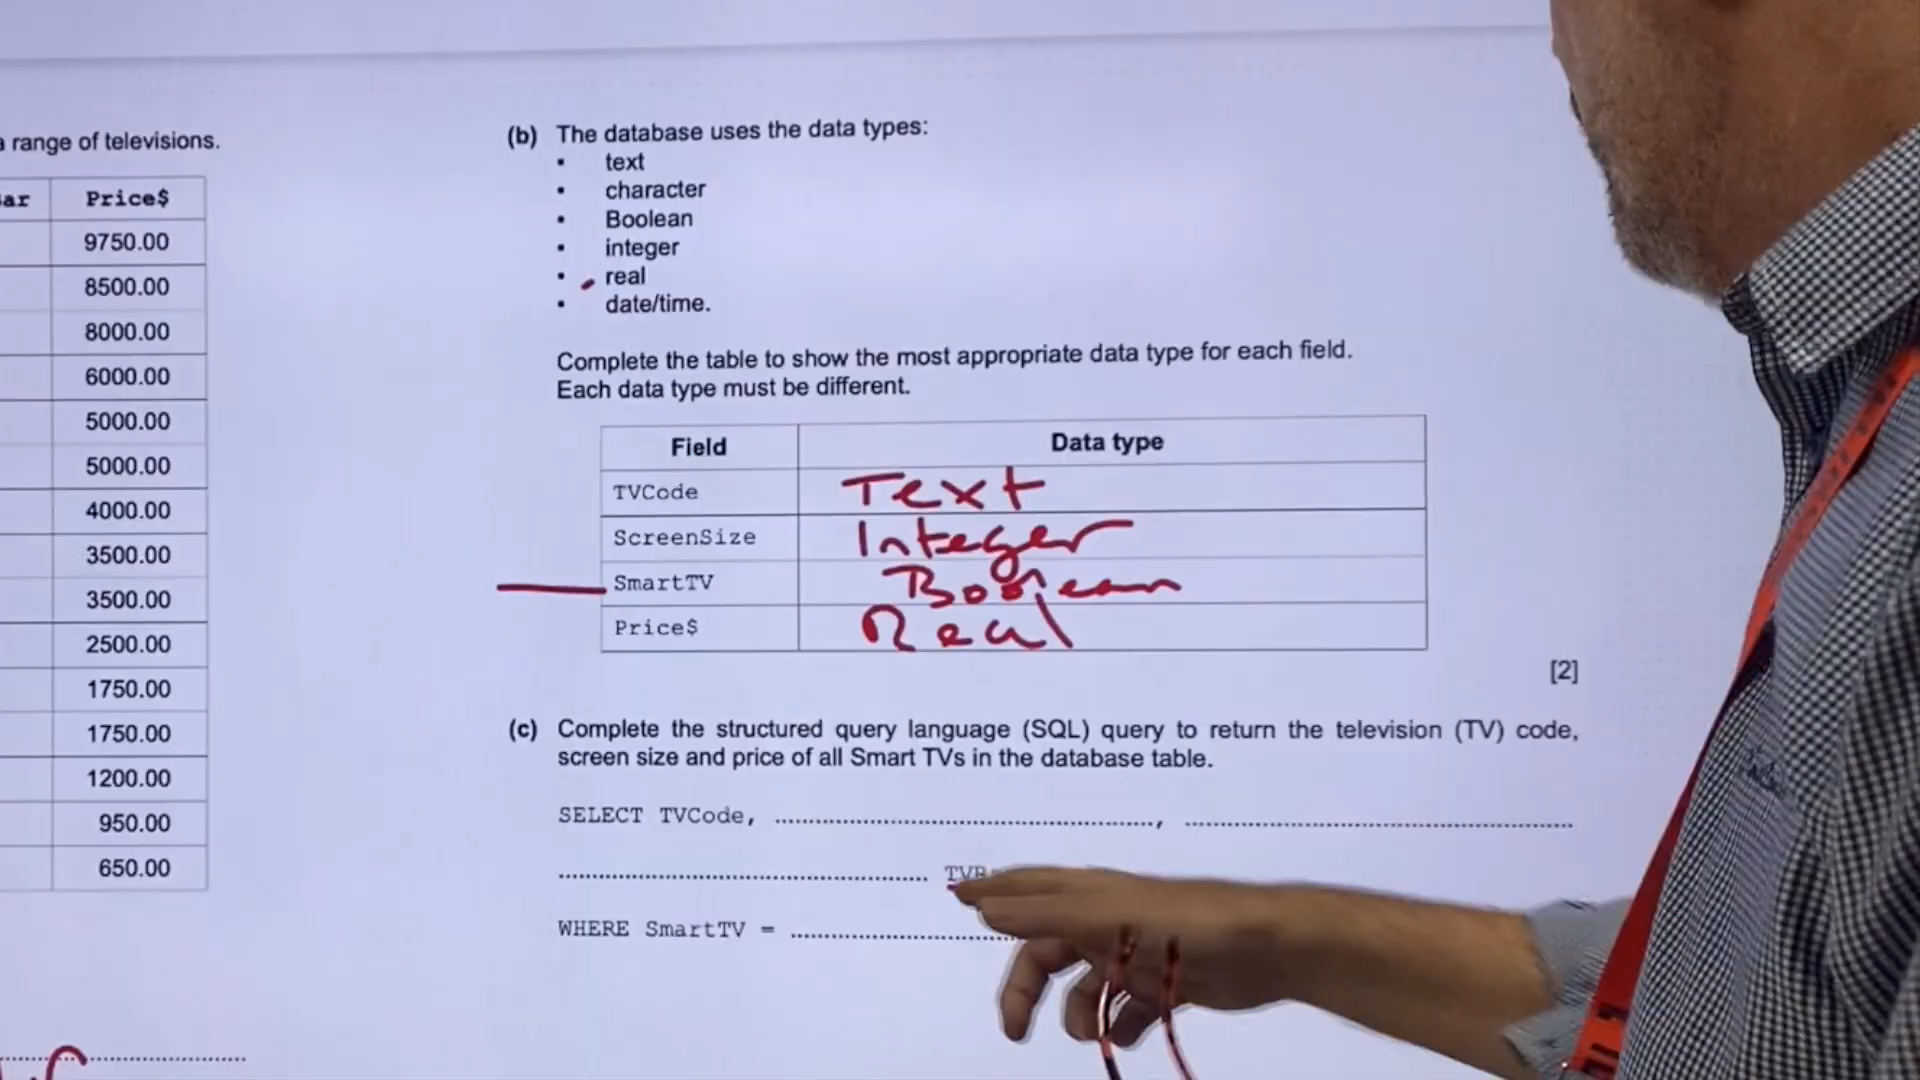 a range of televisions.
ar Price$
9750.00
8500.00
8000.00
6000.00
5000.00
5000.00
4000.00
3500.00
3500.00
2500.00
1750.00
1750.00
1200.00
950.00
650.00
(b) The database uses the data types:
• text
• character
• Boolean
• integer
• real
• date/time.
Complete the table to show the most appropriate data type for each field.
Each data type must be different.
Field Data type
TVCode Text
ScreenSize Integer
SmartTV Boolean
Price$ Real
[2]
(c) Complete the structured query language (SQL) query to return the television (TV) code,
screen size and price of all Smart TVs in the database table.
SELECT TVCode, ............................................, ............................................
............................................
WHERE SmartTV = ............................